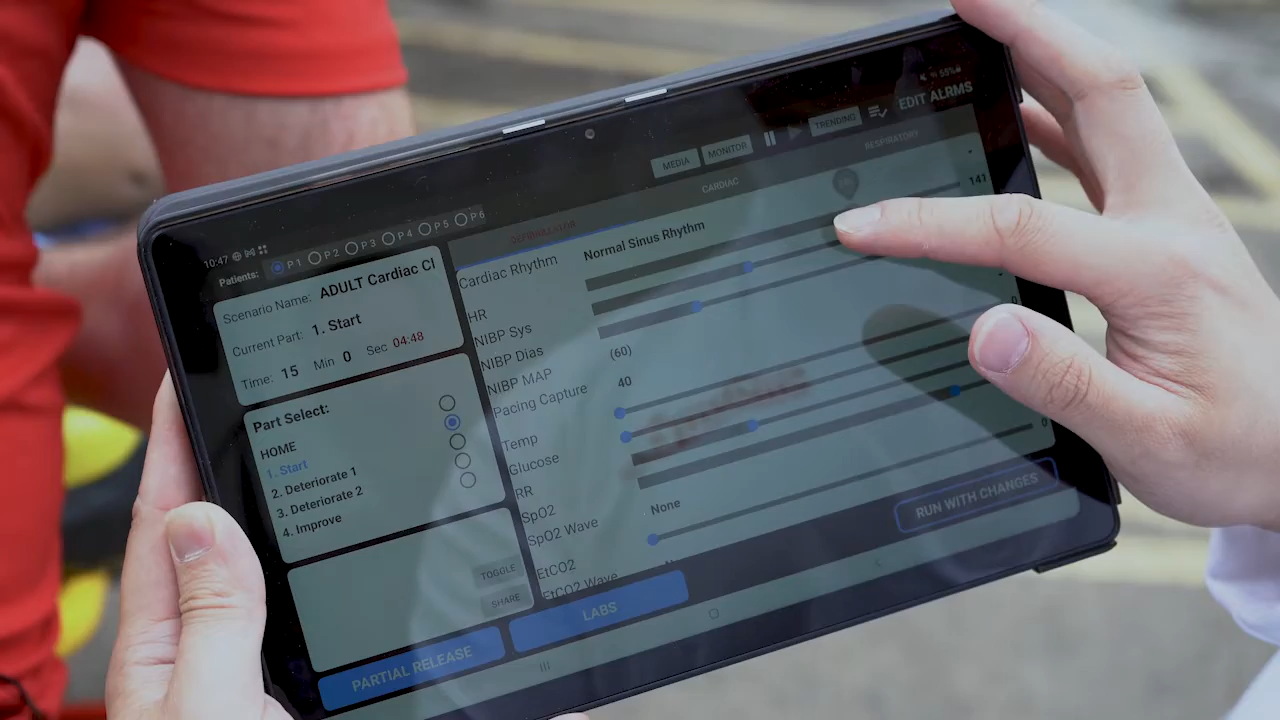 10:47
55%
Patients: P1 P2 P3 P4 P5 P6
MEDIA MONITOR TRENDING EDIT ALRMS
Scenario Name: ADULT Cardiac Cl
Current Part: 1. Start
Time: 15 Min 0 Sec 04:48
Part Select:
HOME
1. Start
2. Deteriorate 1
3. Deteriorate 2
4. Improve
TOGGLE
SHARE
PARTIAL RELEASE
LABS
CARDIAC RESPIRATORY
Cardiac Rhythm Normal Sinus Rhythm
HR 141
NIBP Sys
NIBP Dias
NIBP MAP (60)
Pacing Capture 40
Temp
Glucose
RR
SpO2
SpO2 Wave None
EtCO2
EtCO2 Wave
0
0
RUN WITH CHANGES